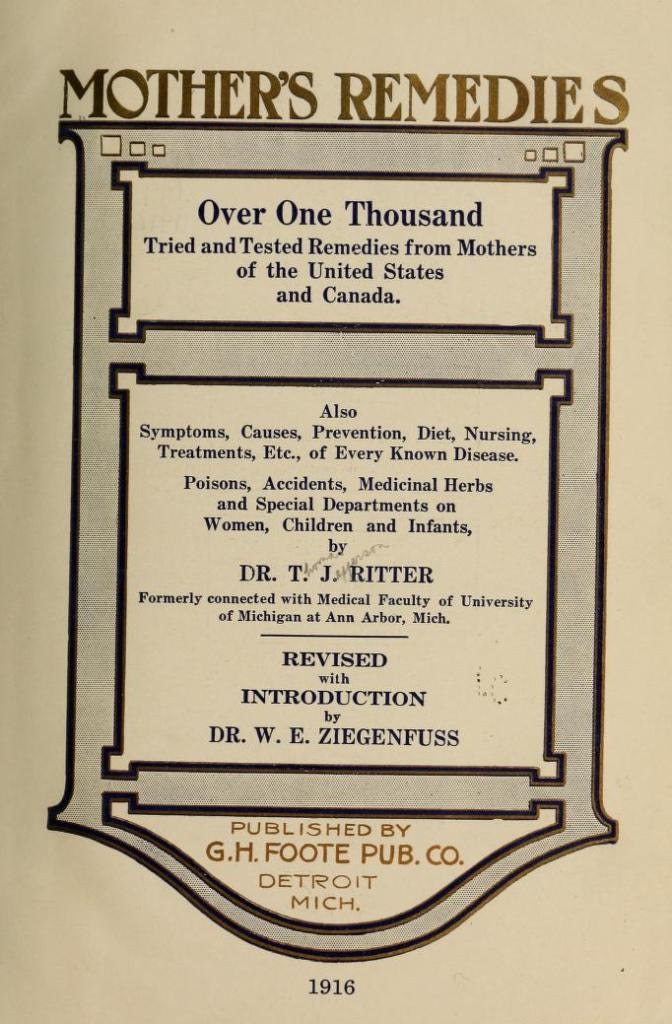 MOTHER'S REMEDIES
Over One Thousand
Tried and Tested Remedies from Mothers
of the United States
and Canada.
Also
Symptoms, Causes, Prevention, Diet, Nursing,
Treatments, Etc., of Every Known Disease.
Poisons, Accidents, Medicinal Herbs
and Special Departments on
Women, Children and Infants,
by
DR. T. J. RITTER
Formerly connected with Medical Faculty of University
of Michigan at Ann Arbor, Mich.
REVISED
with
INTRODUCTION
by
DR. W. E. ZIEGENFUSS
PUBLISHED BY
G.H. FOOTE PUB. CO.
DETROIT
MICH.
1916